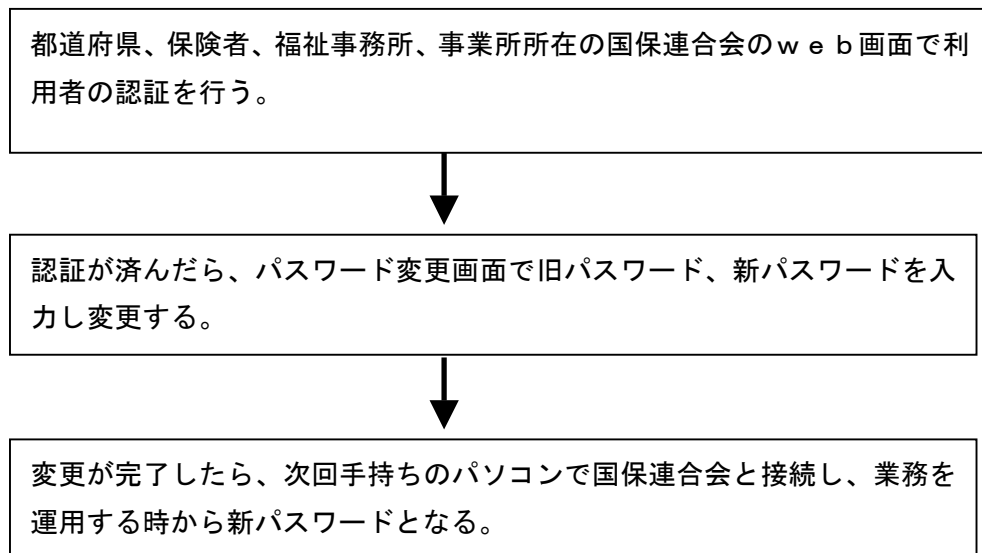 都道府県、保険者、福祉事務所、事業所所在の国保連合会のｗｅｂ画面で利
用者の認証を行う。
認証が済んだら、パスワード変更画面で旧パスワード、新パスワードを入
力し変更する。
変更が完了したら、次回手持ちのパソコンで国保連合会と接続し、業務を
運用する時から新パスワードとなる。